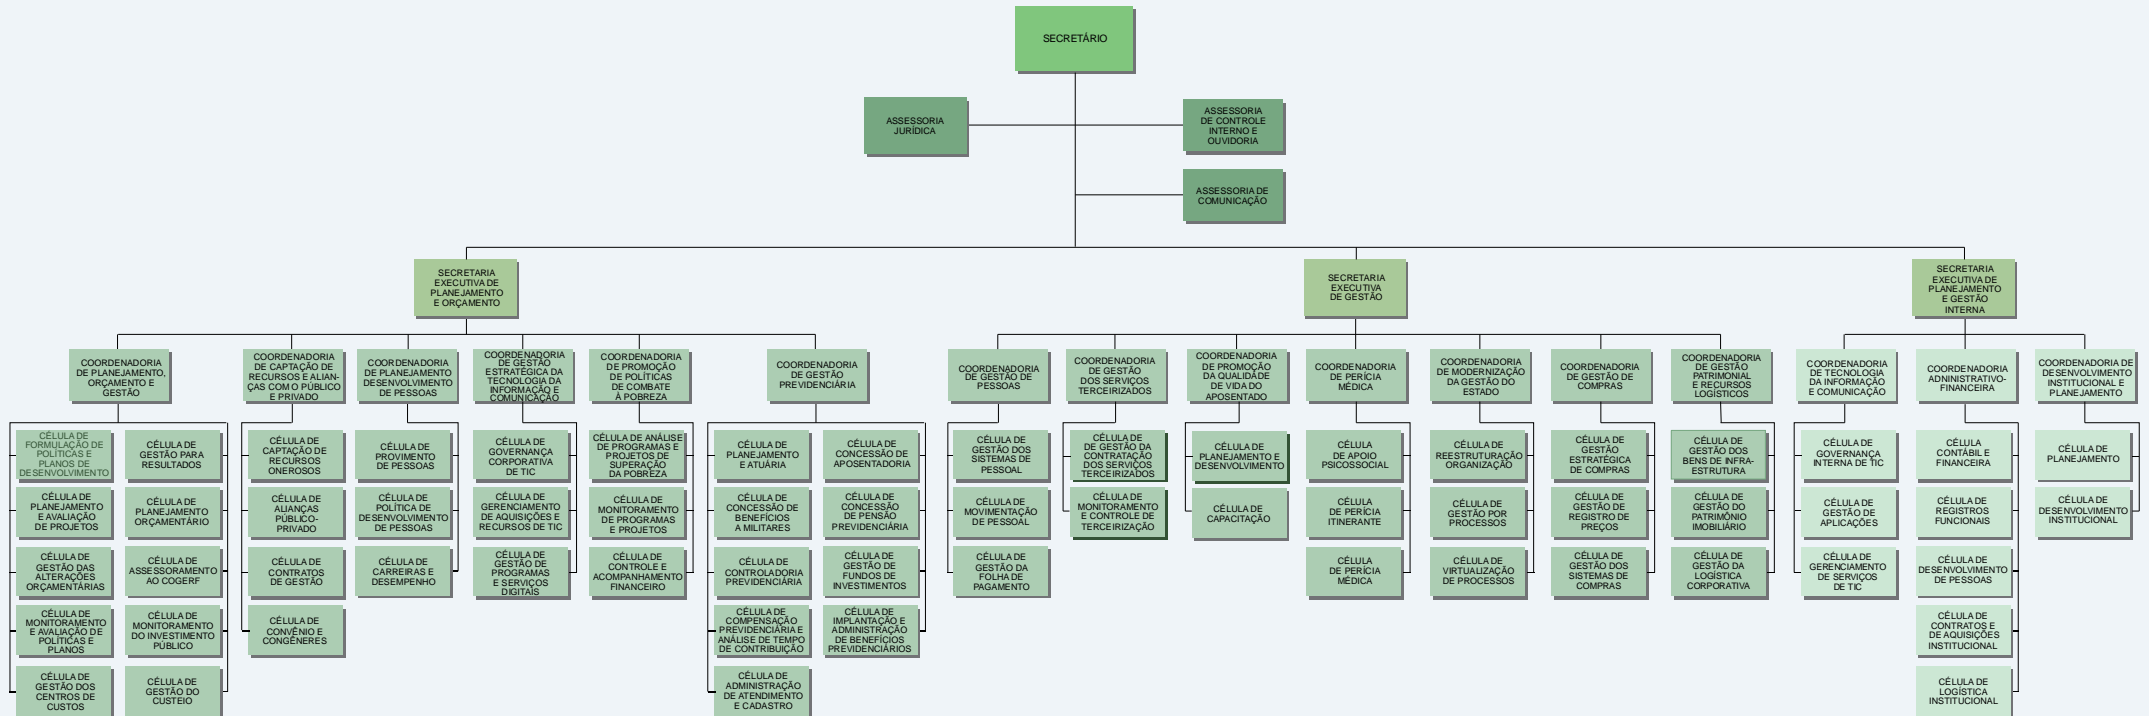 SECRETÁRIO
ASSESSORIA
JURÍDICA
ASSESSORIA
DE CONTROLE
INTERNO E
OUVIDORIA
ASSESSORIA DE
COMUNICAÇÃO
SECRETARIA
EXECUTIVA DE
PLANEJAMENTO
E ORÇAMENTO
SECRETARIA
EXECUTIVA
DE GESTÃO
SECRETARIA
EXECUTIVA DE
PLANEJAMENTO
E GESTÃO
INTERNA
COORDENADORIA
DE PLANEJAMENTO,
ORÇAMENTO E
GESTÃO
COORDENADORIA
DE CAPTAÇÃO DE
RECURSOS E ALIAN-
ÇAS COM O PÚBLICO
E PRIVADO
COORDENADORIA
DE PLANEJAMENTO
DESENVOLVIMENTO
DE PESSOAS
COORDENADORIA
DE GESTÃO
ESTRATÉGICA DA
TECNOLOGIA DA
INFORMAÇÃO E
COMUNICAÇÃO
COORDENADORIA
DE PROMOÇÃO
DE POLÍTICAS
DE COMBATE
À POBREZA
COORDENADORIA
DE GESTÃO
PREVIDENCIÁRIA
COORDENADORIA
DE GESTÃO DE
PESSOAS
COORDENADORIA
DE GESTÃO
DOS SERVIÇOS
TERCEIRIZADOS
COORDENADORIA
DE PROMOÇÃO
DA QUALIDADE
DE VIDA DO
APOSENTADO
COORDENADORIA
DE PERÍCIA
MÉDICA
COORDENADORIA
DE MODERNIZAÇÃO
DA GESTÃO DO
ESTADO
COORDENADORIA
DE GESTÃO DE
COMPRAS
COORDENADORIA
DE GESTÃO
PATRIMONIAL
E RECURSOS
LOGÍSTICOS
COORDENADORIA
DE TECNOLOGIA
DA INFORMAÇÃO
E COMUNICAÇÃO
COORDENADORIA
ADNINISTRATIVO-
FINANCEIRA
COORDENADORIA DE
DESENVOLVIMENTO
INSTITUCIONAL E
PLANEJAMENTO
CÉLULA DE
FORMULAÇÃO DE
POLÍTICAS E
PLANOS DE
DESENVOLVIMENTO
CÉLULA DE
GESTÃO PARA
RESULTADOS
CÉLULA DE
CAPTAÇÃO DE
RECURSOS
ONEROSOS
CÉLULA DE
PROVIMENTO
DE PESSOAS
CÉLULA DE
GOVERNANÇA
CORPORATIVA
DE TIC
CÉLULA DE ANÁLISE
DE PROGRAMAS E
PROJETOS DE
SUPERAÇÃO
DA POBREZA
CÉLULA DE
PLANEJAMENTO
E ATUÁRIA
CÉLULA DE
CONCESSÃO DE
APOSENTADORIA
CÉLULA DE
GESTÃO DOS
SISTEMAS DE
PESSOAL
CÉLULA DE
DE GESTÃO DA
CONTRATAÇÃO
DOS SERVIÇOS
TERCEIRIZADOS
CÉLULA DE
PLANEJAMENTO E
DESENVOLVIMENTO
CÉLULA
DE APOIO
PSICOSSOCIAL
CÉLULA DE
REESTRUTURAÇÃO
ORGANIZAÇÃO
CÉLULA DE
GESTÃO
ESTRATÉGICA
DE COMPRAS
CÉLULA DE
GESTÃO DOS
BENS DE INFRA-
ESTRUTURA
CÉLULA DE
GOVERNANÇA
INTERNA DE TIC
CÉLULA
CONTÁBIL E
FINANCEIRA
CÉLULA DE
PLANEJAMENTO
CÉLULA DE
PLANEJAMENTO
E AVALIAÇÃO
DE PROJETOS
CÉLULA DE
PLANEJAMENTO
ORÇAMENTÁRIO
CÉLULA DE
ALIANÇAS
PÚBLICO-
PRIVADO
CÉLULA DE
POLÍTICA DE
DESENVOLVIMENTO
DE PESSOAS
CÉLULA DE
GERENCIAMENTO
DE AQUISIÇÕES E
RECURSOS DE TIC
CÉLULA DE
MONITORAMENTO
DE PROGRAMAS
E PROJETOS
CÉLULA DE
CONCESSÃO DE
BENEFÍCIOS
A MILITARES
CÉLULA DE
CONCESSÃO
DE PENSÃO
PREVIDENCIÁRIA
CÉLULA DE
MOVIMENTAÇÃO
DE PESSOAL
CÉLULA DE
MONITORAMENTO
E CONTROLE DE
TERCEIRIZAÇÃO
CÉLULA DE
CAPACITAÇÃO
CÉLULA
DE PERÍCIA
ITINERANTE
CÉLULA DE
GESTÃO POR
PROCESSOS
CÉLULA DE
GESTÃO DE
REGISTRO DE
PREÇOS
CÉLULA DE
GESTÃO DO
PATRIMÔNIO
IMOBILIÁRIO
CÉLULA DE
GESTÃO DE
APLICAÇÕES
CÉLULA DE
REGISTROS
FUNCIONAIS
CÉLULA DE
DESENVOLVIMENTO
INSTITUCIONAL
CÉLULA DE
GESTÃO DAS
ALTERAÇÕES
ORÇAMENTÁRIAS
CÉLULA DE
ASSESSORAMENTO
AO COGERF
CÉLULA DE
CONTRATOS
DE GESTÃO
CÉLULA DE
CARREIRAS E
DESEMPENHO
CÉLULA DE
GESTÃO DE
PROGRAMAS
E SERVIÇOS
DIGITAIS
CÉLULA DE
CONTROLE E
ACOMPANHAMENTO
FINANCEIRO
CÉLULA DE
CONTROLADORIA
PREVIDENCIÁRIA
CÉLULA DE
GESTÃO DE
FUNDOS DE
INVESTIMENTOS
CÉLULA DE
GESTÃO DA
FOLHA DE
PAGAMENTO
CÉLULA
DE PERÍCIA
MÉDICA
CÉLULA DE
VIRTUALIZAÇÃO
DE PROCESSOS
CÉLULA DE
GESTÃO DOS
SISTEMAS DE
COMPRAS
CÉLULA DE
GESTÃO DA
LOGÍSTICA
CORPORATIVA
CÉLULA DE
GERENCIAMENTO
DE SERVIÇOS
DE TIC
CÉLULA DE
DESENVOLVIMENTO
DE PESSOAS
CÉLULA DE
MONITORAMENTO
E AVALIAÇÃO DE
POLÍTICAS E
PLANOS
CÉLULA DE
MONITORAMENTO
DO INVESTIMENTO
PÚBLICO
CÉLULA DE
CONVÊNIO E
CONGÊNERES
CÉLULA DE
COMPENSAÇÃO
PREVIDENCIÁRIA E
ANÁLISE DE TEMPO
DE CONTRIBUIÇÃO
CÉLULA DE
IMPLANTAÇÃO E
ADMINISTRAÇÃO
DE BENEFÍCIOS
PREVIDENCIÁRIOS
CÉLULA DE
CONTRATOS E
DE AQUISIÇÕES
INSTITUCIONAL
CÉLULA DE
GESTÃO DOS
CENTROS DE
CUSTOS
CÉLULA DE
GESTÃO DO
CUSTEIO
CÉLULA DE
ADMINISTRAÇÃO
DE ATENDIMENTO
E CADASTRO
CÉLULA DE
LOGÍSTICA
INSTITUCIONAL